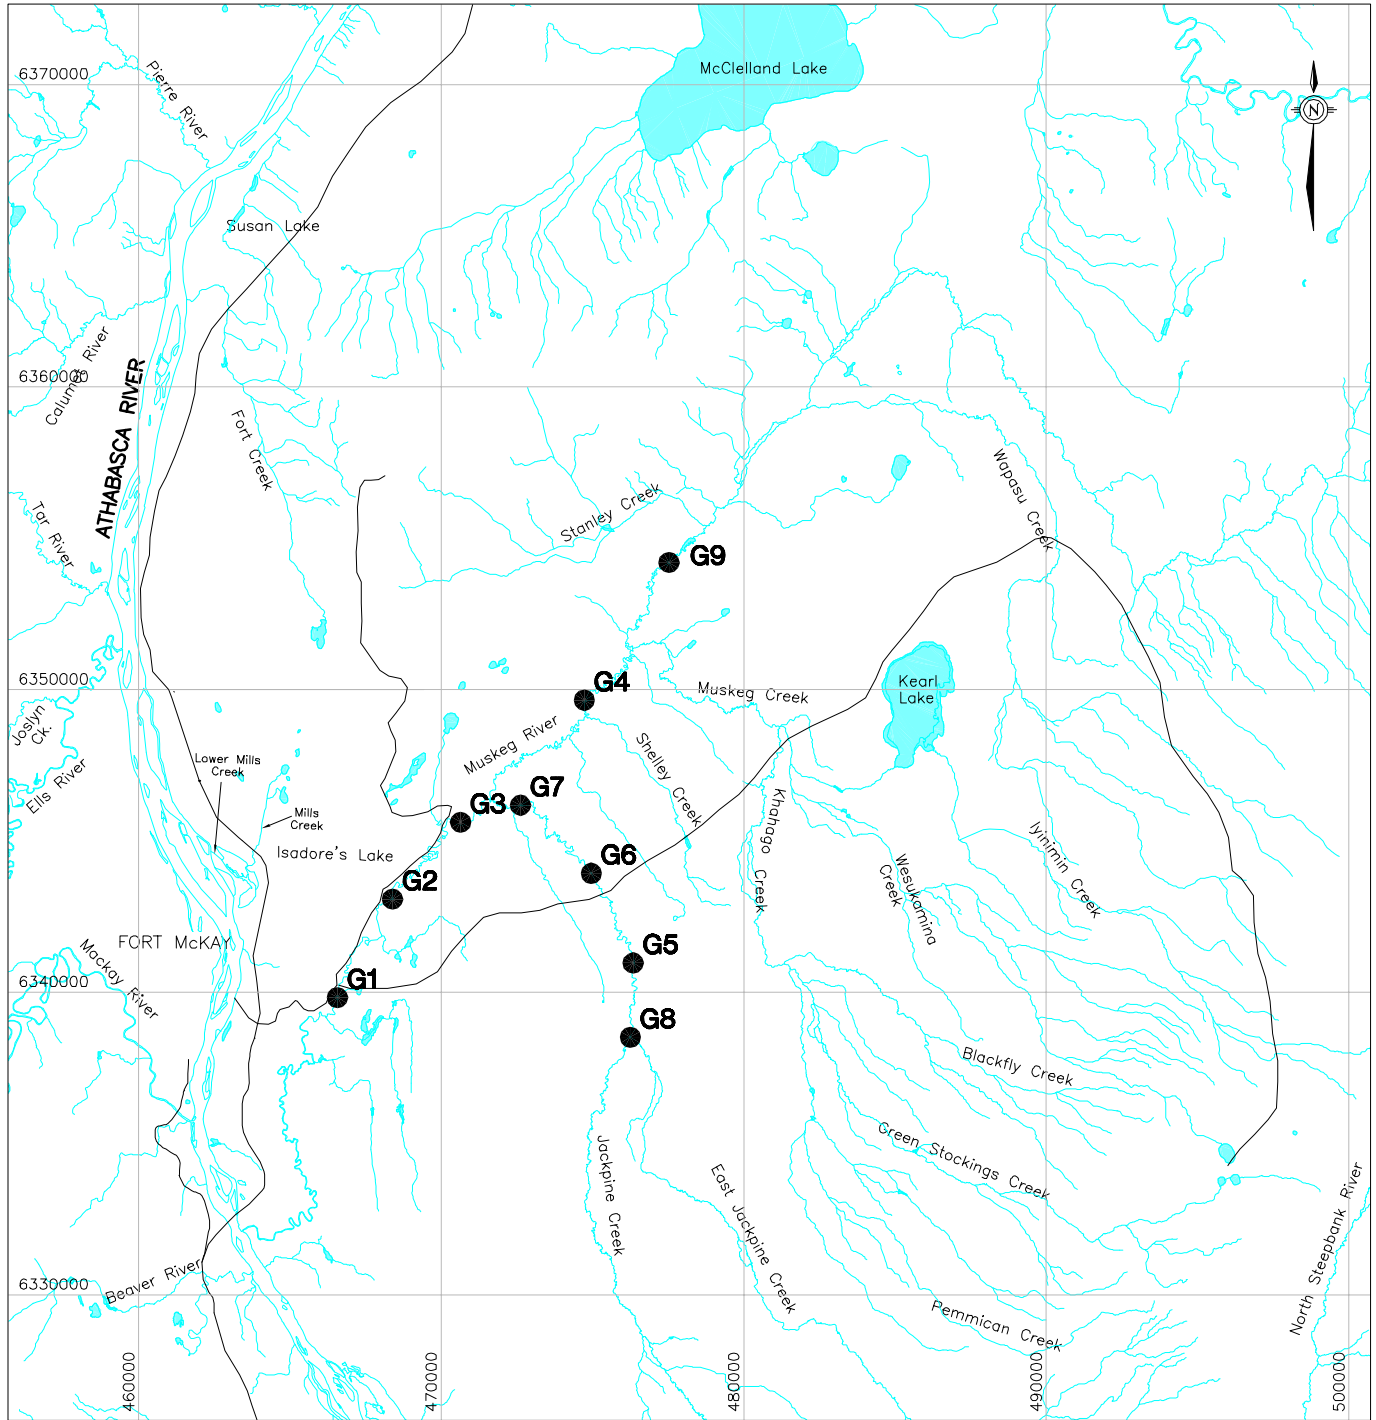 McClelland Lake
6370000
Pierre River
N
Susan Lake
Calumet River
6360000
ATHABASCA RIVER
Fort Creek
Wapasu Creek
Stanley Creek
Tar River
G9
6350000
G4
Muskeg Creek
Kearl
Lake
Joslyn
Ck.
Muskeg River
Shelley Creek
Lower Mills
Creek
Ells River
G7
G3
Mills
Creek
Khahago Creek
Iyinimin Creek
Isadore's Lake
G6
Wesukamina
Creek
G2
FORT McKAY
Mackay River
G5
6340000
G1
G8
Blackfly Creek
Green Stockings Creek
Jackpine Creek
East Jackpine Creek
North Steepbank River
6330000
Beaver River
Pemmican Creek
460000
470000
480000
490000
500000